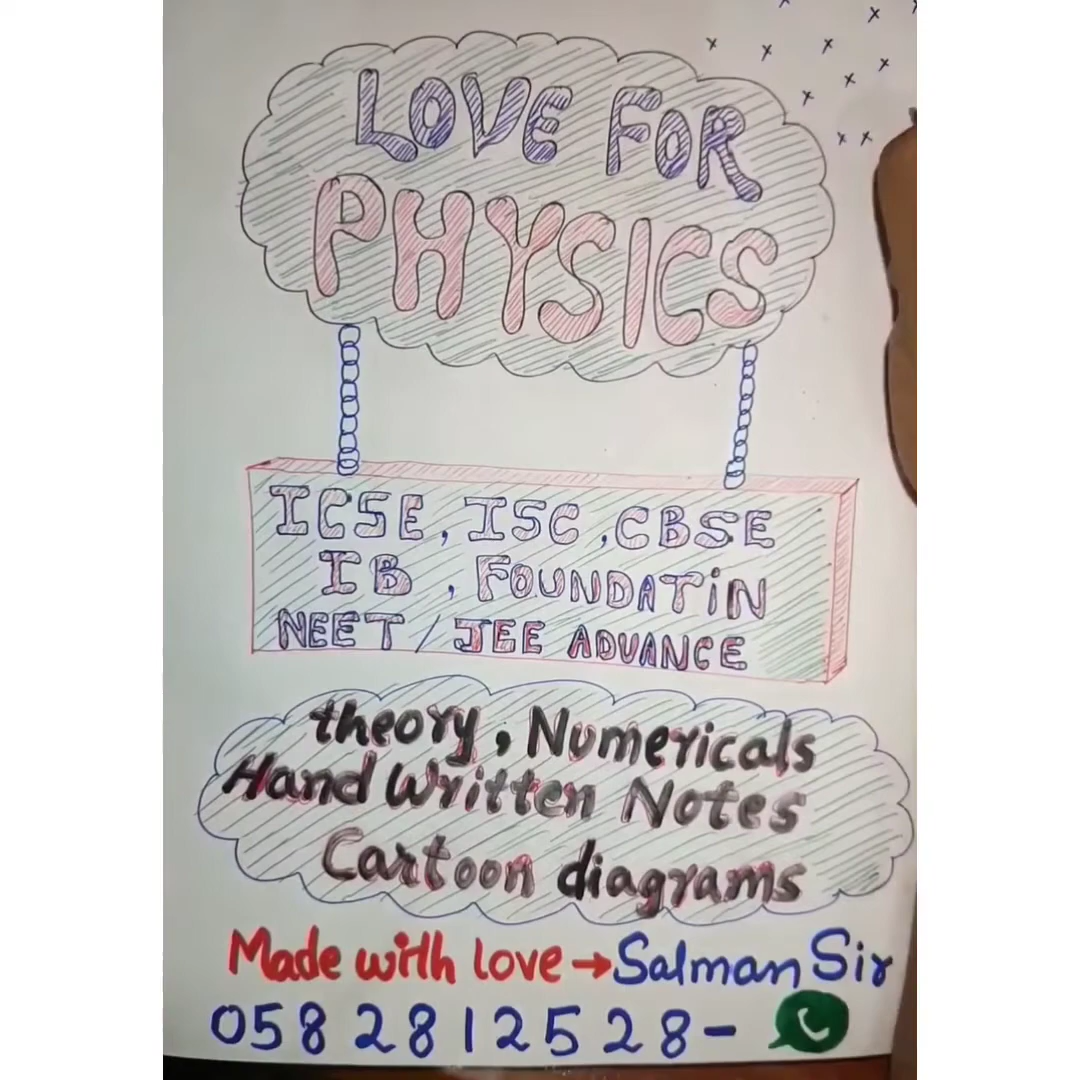 LOVE FOR
PHYSICS
ICSE, ISC, CBSE
IB, FOUNDATiN
NEET / JEE ADVANCE
theory, Numericals
Hand Written Notes
Cartoon diagrams
Made with love → Salman Sir
0582812528-